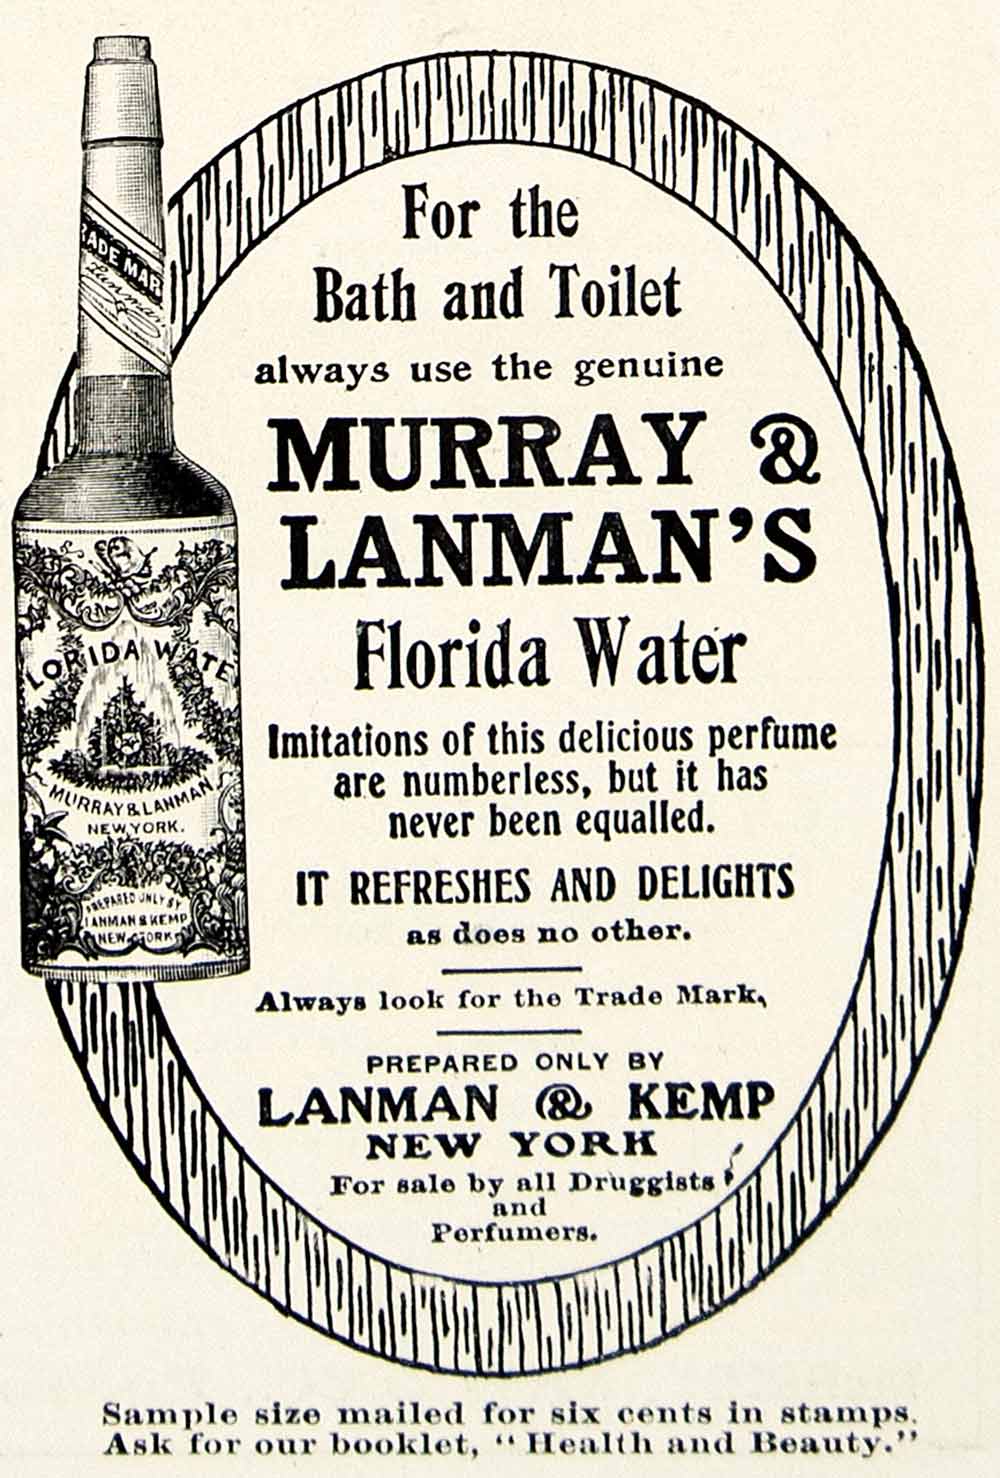 For the
Bath and Toilet
always use the genuine
MURRAY &
LANMAN'S
Florida Water
Imitations of this delicious perfume
are numberless, but it has
never been equalled.
IT REFRESHES AND DELIGHTS
as does no other.
Always look for the Trade Mark,
PREPARED ONLY BY
LANMAN & KEMP
NEW YORK
For sale by all Druggists
and
Perfumers.
Sample size mailed for six cents in stamps.
Ask for our booklet, "Health and Beauty."
RADE MAR
Lanman
LORIDA WATE
MURRAY & LANMAN
NEW YORK.
PREPARED ONLY BY
LANMAN & KEMP
NEW YORK